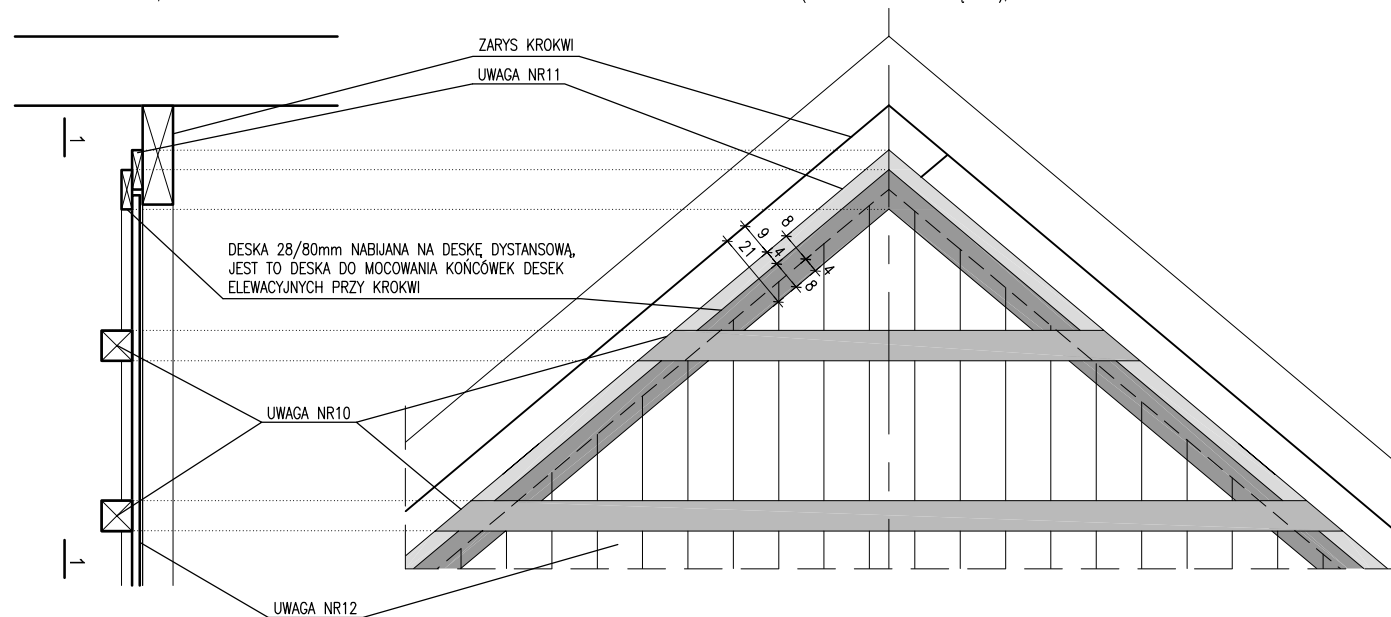 ZARYS KROKWI
UWAGA NR11
1
8
9
4
21
4
8
DESKA 28/80mm NABIJANA NA DESKĘ DYSTANSOWĄ,
JEST TO DESKA DO MOCOWANIA KOŃCÓWEK DESEK
ELEWACYJNYCH PRZY KROKWI
UWAGA NR10
1
UWAGA NR12